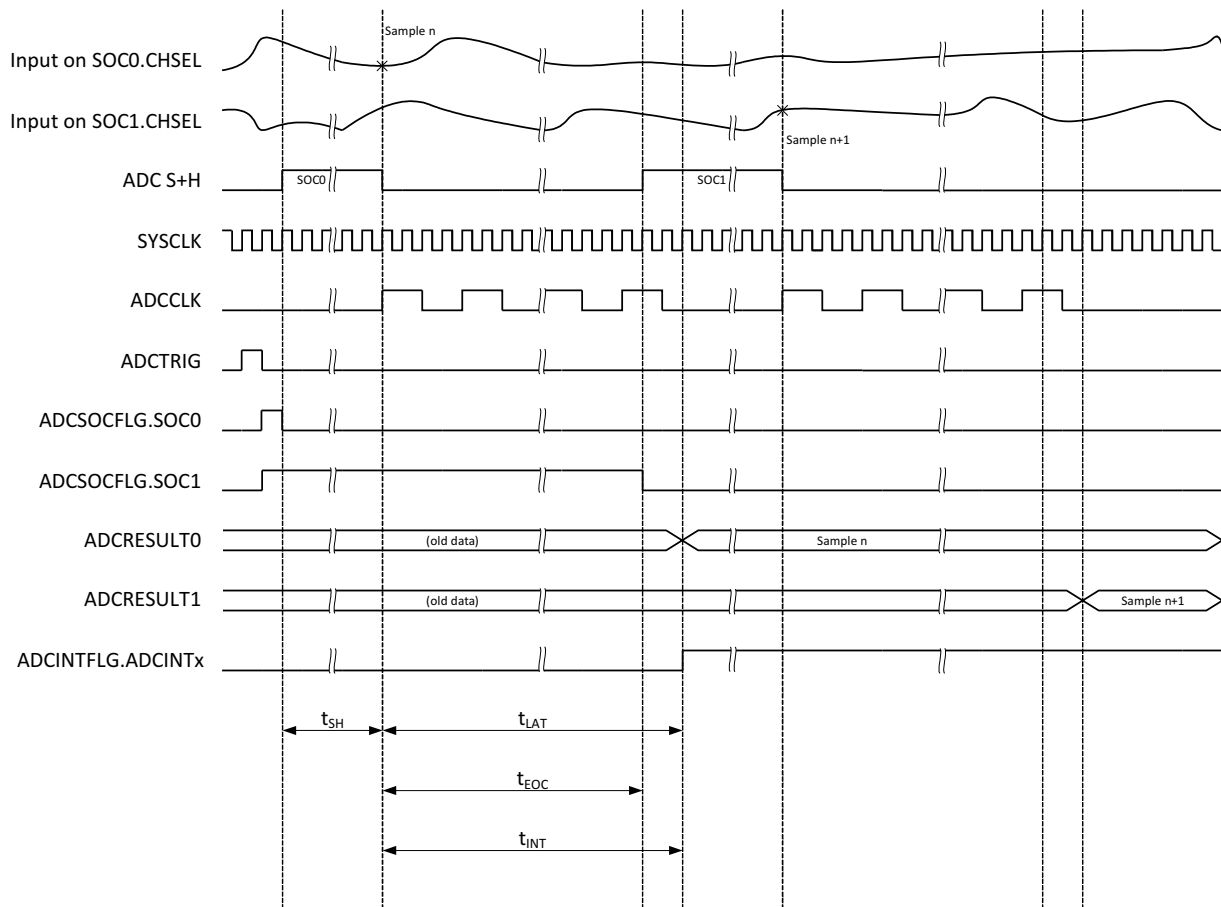 Sample n
Input on SOC0.CHSEL
Input on SOC1.CHSEL
Sample n+1
ADC S+H
SOC0
SOC1
SYSCLK
ADCCLK
ADCTRIG
ADCSOCFLG.SOC0
ADCSOCFLG.SOC1
ADCRESULT0
(old data)
Sample n
ADCRESULT1
(old data)
Sample n+1
ADCINTFLG.ADCINTx
tSH
tLAT
tEOC
tINT